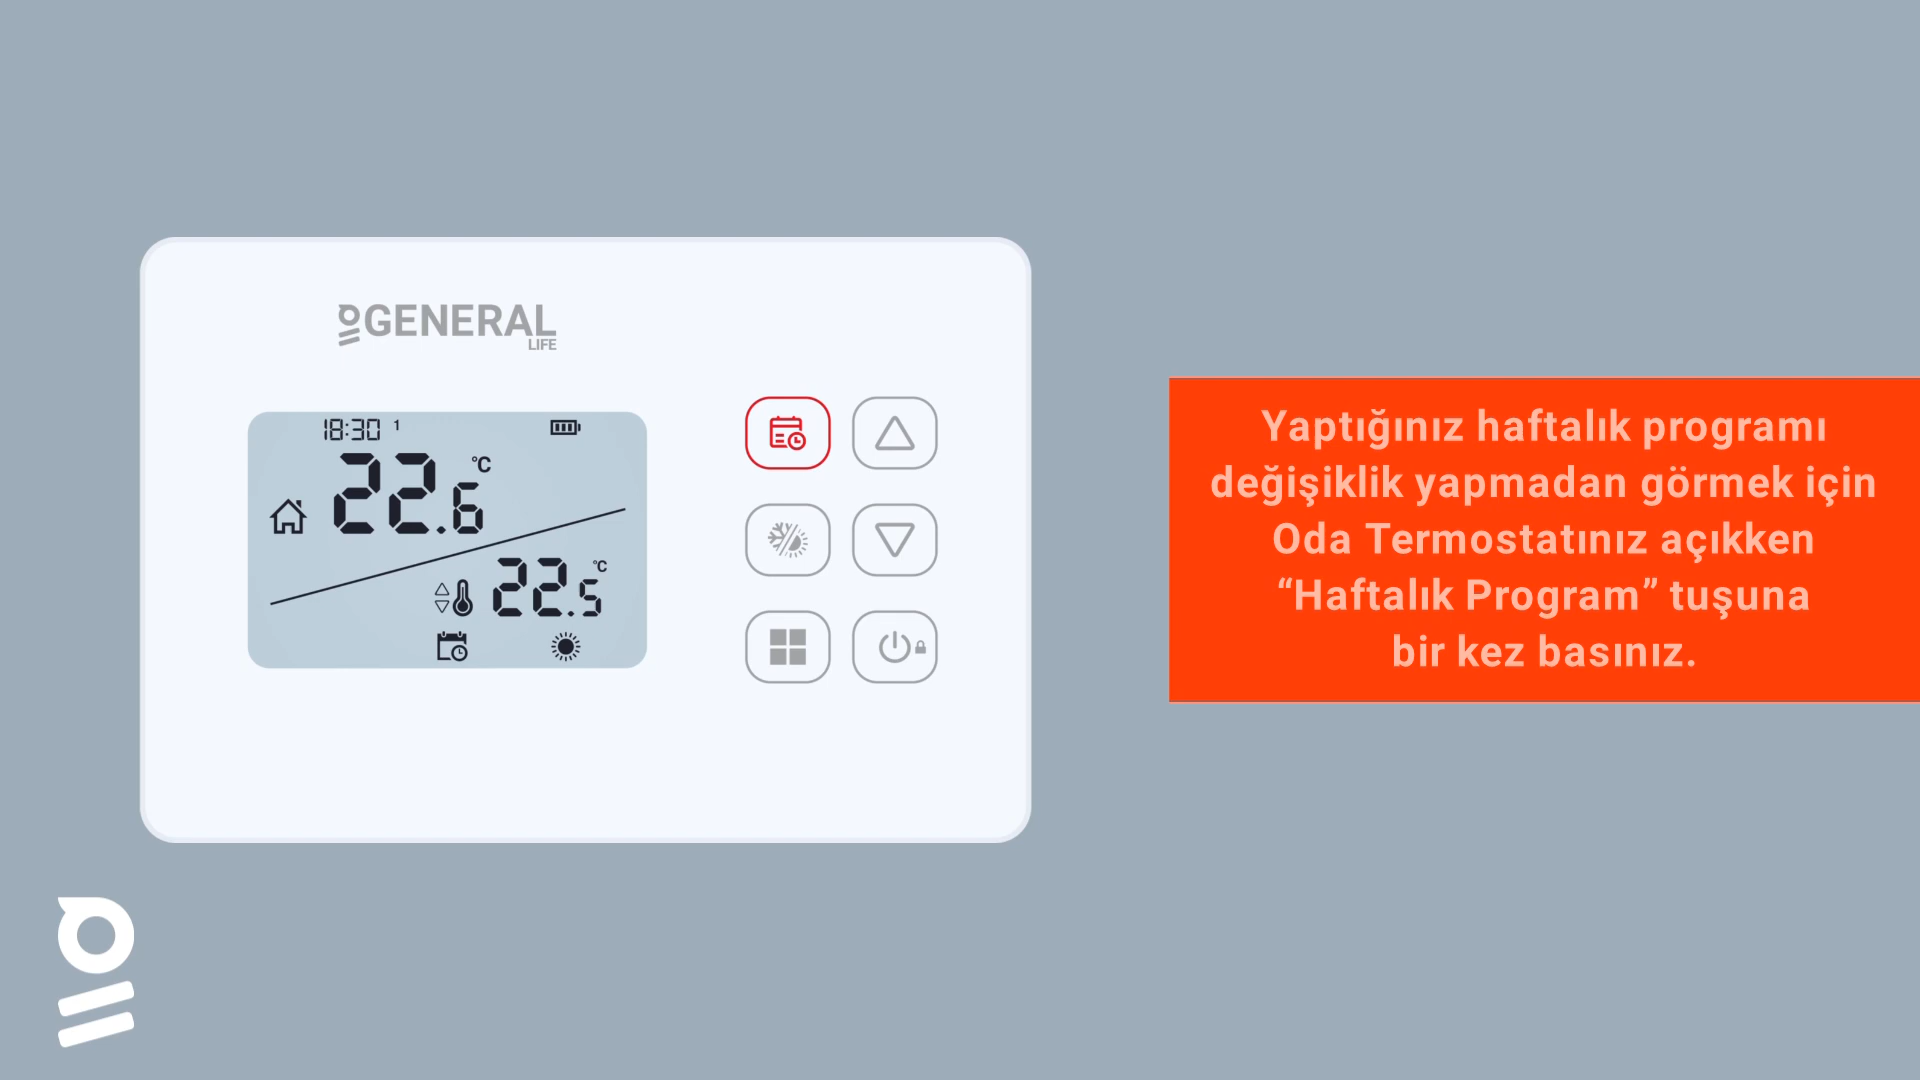 GENERAL
LIFE
18:30 1
22.6 °C
22.5 °C
Yaptığınız haftalık programı
değişiklik yapmadan görmek için
Oda Termostatınız açıkken
“Haftalık Program” tuşuna
bir kez basınız.